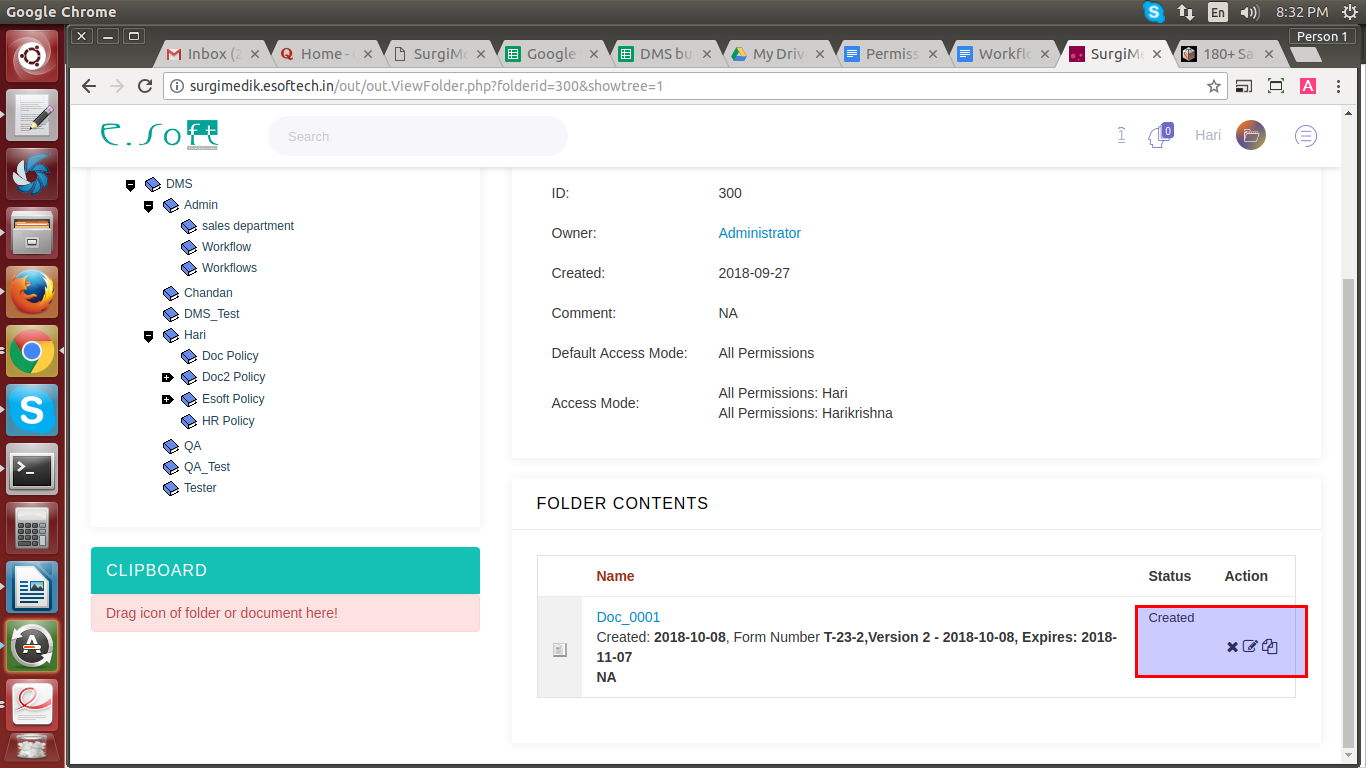 Google Chrome
En
8:32 PM
Person 1
Inbox (2
Home -
SurgiMe
Google
DMS bu
My Driv
Permiss
Workflo
SurgiMe
180+ Sa
surgimedik.esoftech.in/out/out.ViewFolder.php?folderid=300&showtree=1
e.soft
Search
1
0
Hari
DMS
Admin
sales department
Workflow
Workflows
Chandan
DMS_Test
Hari
Doc Policy
Doc2 Policy
Esoft Policy
HR Policy
QA
QA_Test
Tester
CLIPBOARD
Drag icon of folder or document here!
ID: 300
Owner: Administrator
Created: 2018-09-27
Comment: NA
Default Access Mode: All Permissions
Access Mode: All Permissions: Hari
All Permissions: Harikrishna
FOLDER CONTENTS
Name Status Action
Doc_0001 Created
Created: 2018-10-08, Form Number T-23-2,Version 2 - 2018-10-08, Expires: 2018-
11-07
NA